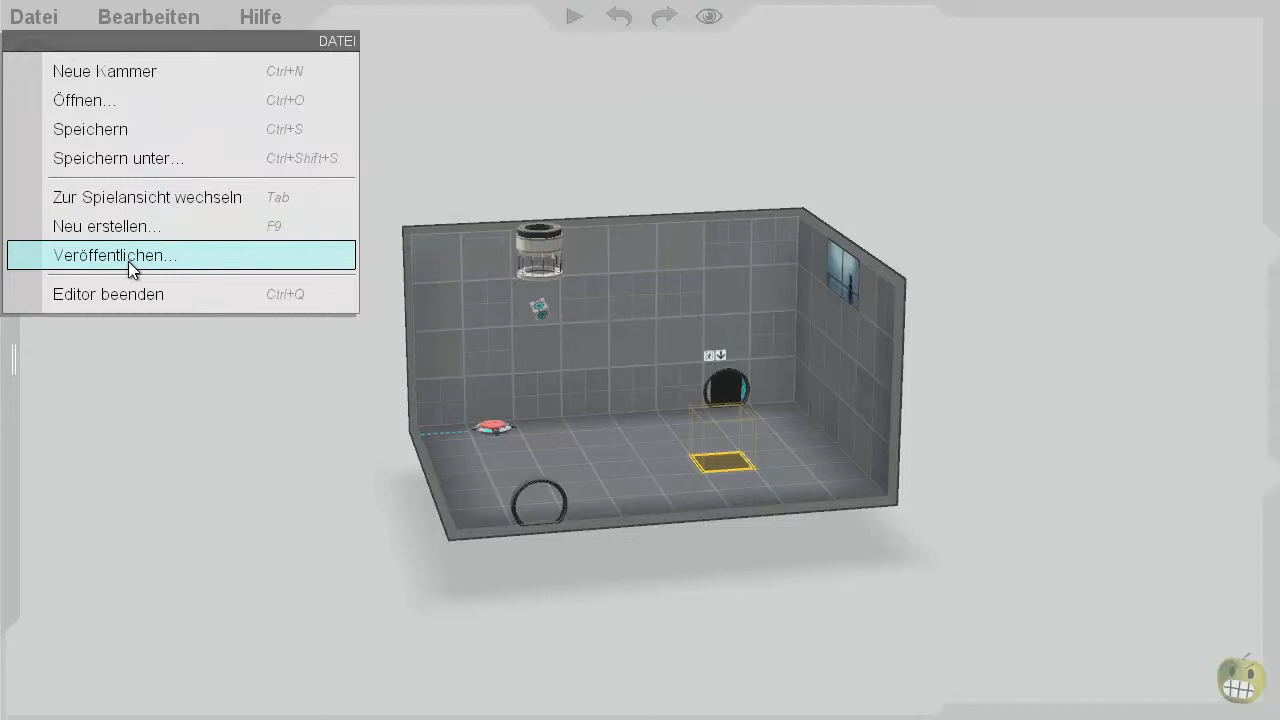 Datei Bearbeiten Hilfe
DATEI
Neue Kammer Ctrl+N
Öffnen... Ctrl+O
Speichern Ctrl+S
Speichern unter... Ctrl+Shift+S
Zur Spielansicht wechseln Tab
Neu erstellen... F9
Veröffentlichen...
Editor beenden Ctrl+Q